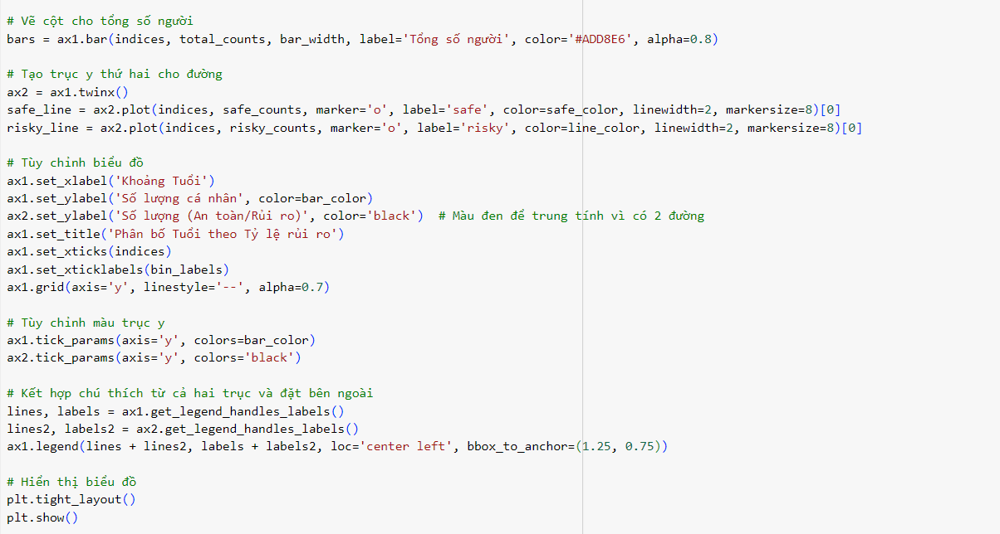 # Vẽ cột cho tổng số người
bars = ax1.bar(indices, total_counts, bar_width, label='Tổng số người', color='#ADD8E6', alpha=0.8)
# Tạo trục y thứ hai cho đường
ax2 = ax1.twinx()
safe_line = ax2.plot(indices, safe_counts, marker='o', label='safe', color=safe_color, linewidth=2, markersize=8)[0]
risky_line = ax2.plot(indices, risky_counts, marker='o', label='risky', color=line_color, linewidth=2, markersize=8)[0]
# Tùy chỉnh biểu đồ
ax1.set_xlabel('Khoảng Tuổi')
ax1.set_ylabel('Số lượng cá nhân', color=bar_color)
ax2.set_ylabel('Số lượng (An toàn/Rủi ro)', color='black')  # Màu đen để trung tính vì có 2 đường
ax1.set_title('Phân bố Tuổi theo Tỷ lệ rủi ro')
ax1.set_xticks(indices)
ax1.set_xticklabels(bin_labels)
ax1.grid(axis='y', linestyle='--', alpha=0.7)
# Tùy chỉnh màu trục y
ax1.tick_params(axis='y', colors=bar_color)
ax2.tick_params(axis='y', colors='black')
# Kết hợp chú thích từ cả hai trục và đặt bên ngoài
lines, labels = ax1.get_legend_handles_labels()
lines2, labels2 = ax2.get_legend_handles_labels()
ax1.legend(lines + lines2, labels + labels2, loc='center left', bbox_to_anchor=(1.25, 0.75))
# Hiển thị biểu đồ
plt.tight_layout()
plt.show()